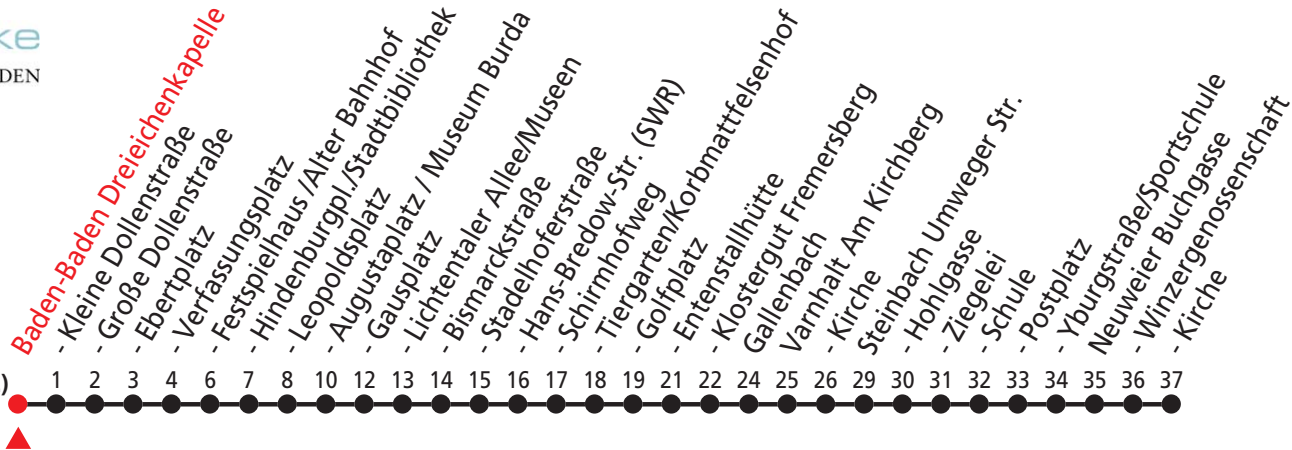 ke
DEN
Baden-Baden Dreieichenkapelle
- Kleine Dollenstraße
- Große Dollenstraße
- Ebertplatz
- Verfassungsplatz
- Festspielhaus /Alter Bahnhof
- Hindenburgpl./Stadtbibliothek
- Leopoldsplatz
- Augustaplatz / Museum Burda
- Gausplatz
- Lichtentaler Allee/Museen
- Bismarckstraße
- Stadelhoferstraße
- Hans-Bredow-Str. (SWR)
- Schirmhofweg
- Tiergarten/Korbmattfelsenhof
- Golfplatz
- Entenstallhütte
- Klostergut Fremersberg
Gallenbach
Varnhalt Am Kirchberg
- Kirche
Steinbach Umweger Str.
- Hohlgasse
- Ziegelei
- Schule
- Postplatz
- Yburgstraße/Sportschule
Neuweier Buchgasse
- Winzergenossenschaft
- Kirche
) 1 2 3 4 6 7 8 10 12 13 14 15 16 17 18 19 21 22 24 25 26 29 30 31 32 33 34 35 36 37